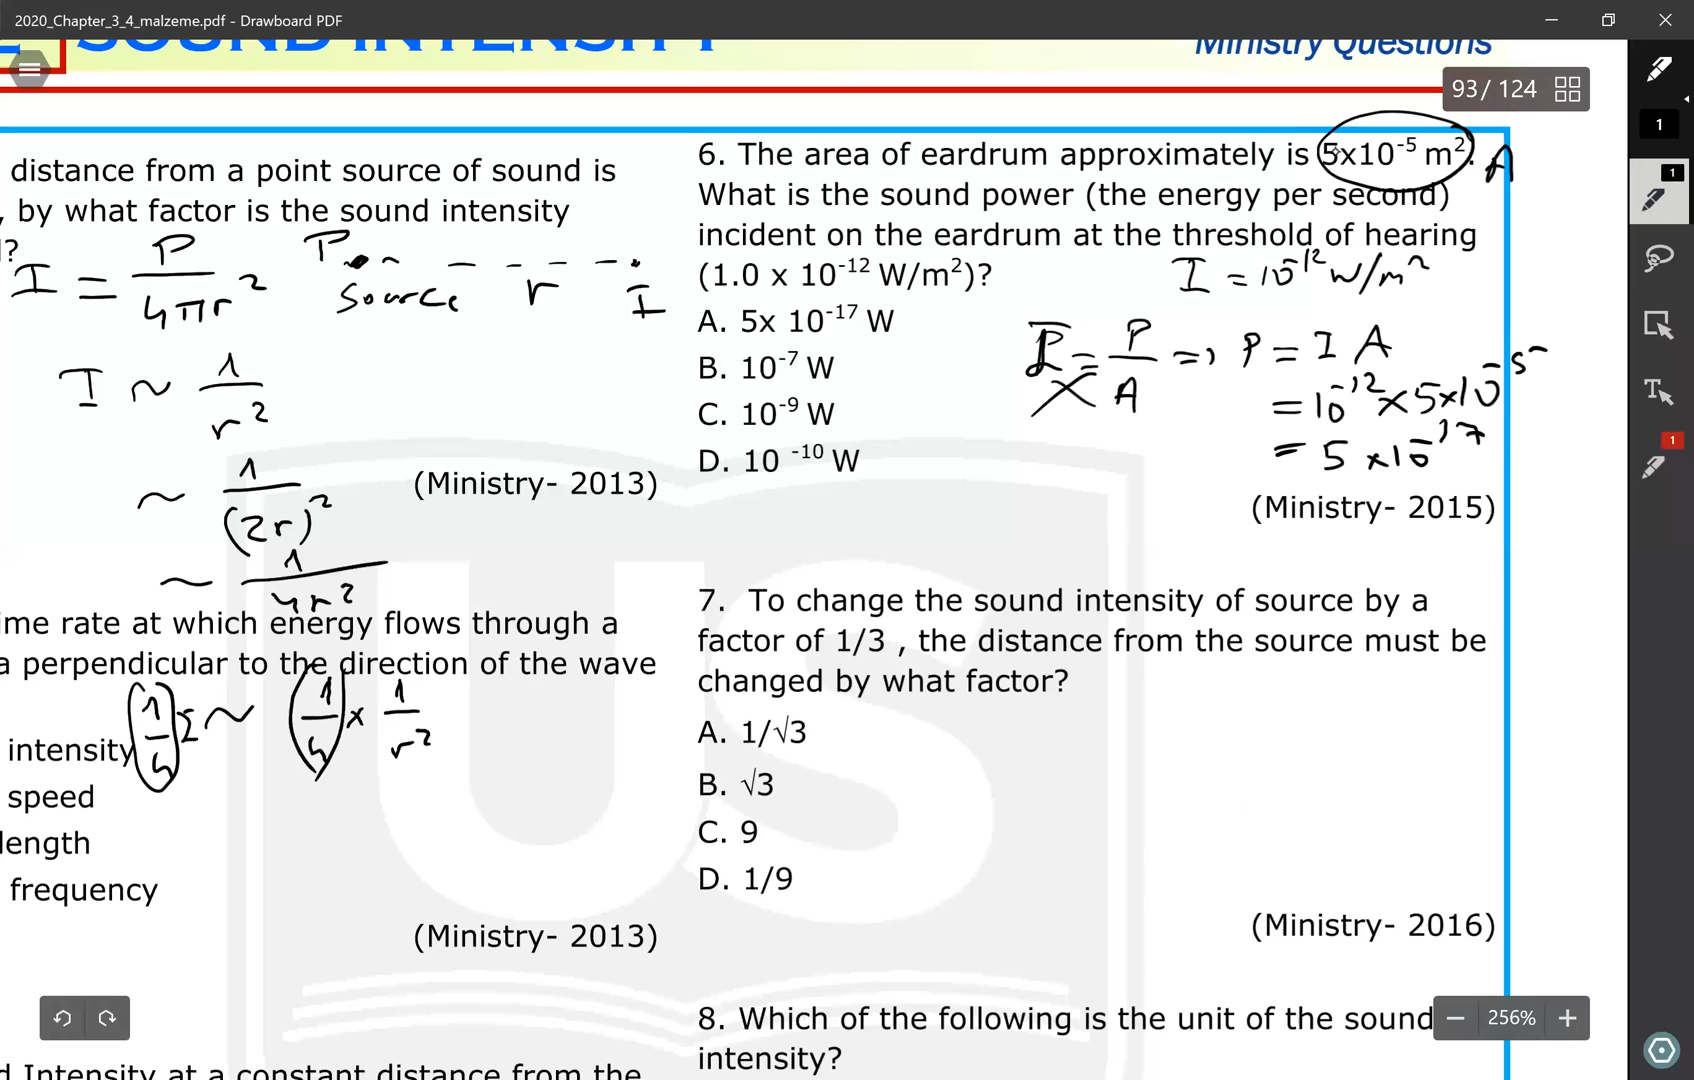 2020_Chapter_3_4_malzeme.pdf - Drawboard PDF
SOUND INTENSITY
Ministry Questions
93/ 124
1
1
1
distance from a point source of sound is
, by what factor is the sound intensity
?
I = P / 4πr²
P
source r I
I ~ 1 / r²
~ 1 / (2r)²
(Ministry- 2013)
~ 1 / 4r²
ime rate at which energy flows through a
a perpendicular to the direction of the wave
(1/4) I ~ (1/4) x 1 / r²
intensity
speed
length
frequency
(Ministry- 2013)
d Intensity at a constant distance from the
6. The area of eardrum approximately is 5x10⁻⁵ m². A
What is the sound power (the energy per second)
incident on the eardrum at the threshold of hearing
(1.0 x 10⁻¹² W/m²)?
I = 10⁻¹² W/m²
A. 5x 10⁻¹⁷ W
B. 10⁻⁷ W
C. 10⁻⁹ W
D. 10 ⁻¹⁰ W
I = P / A => P = I A
= 10⁻¹² x 5x10⁻⁵
= 5 x10⁻¹⁷
(Ministry- 2015)
7. To change the sound intensity of source by a
factor of 1/3 , the distance from the source must be
changed by what factor?
A. 1/√3
B. √3
C. 9
D. 1/9
(Ministry- 2016)
8. Which of the following is the unit of the sound
intensity?
256%
US